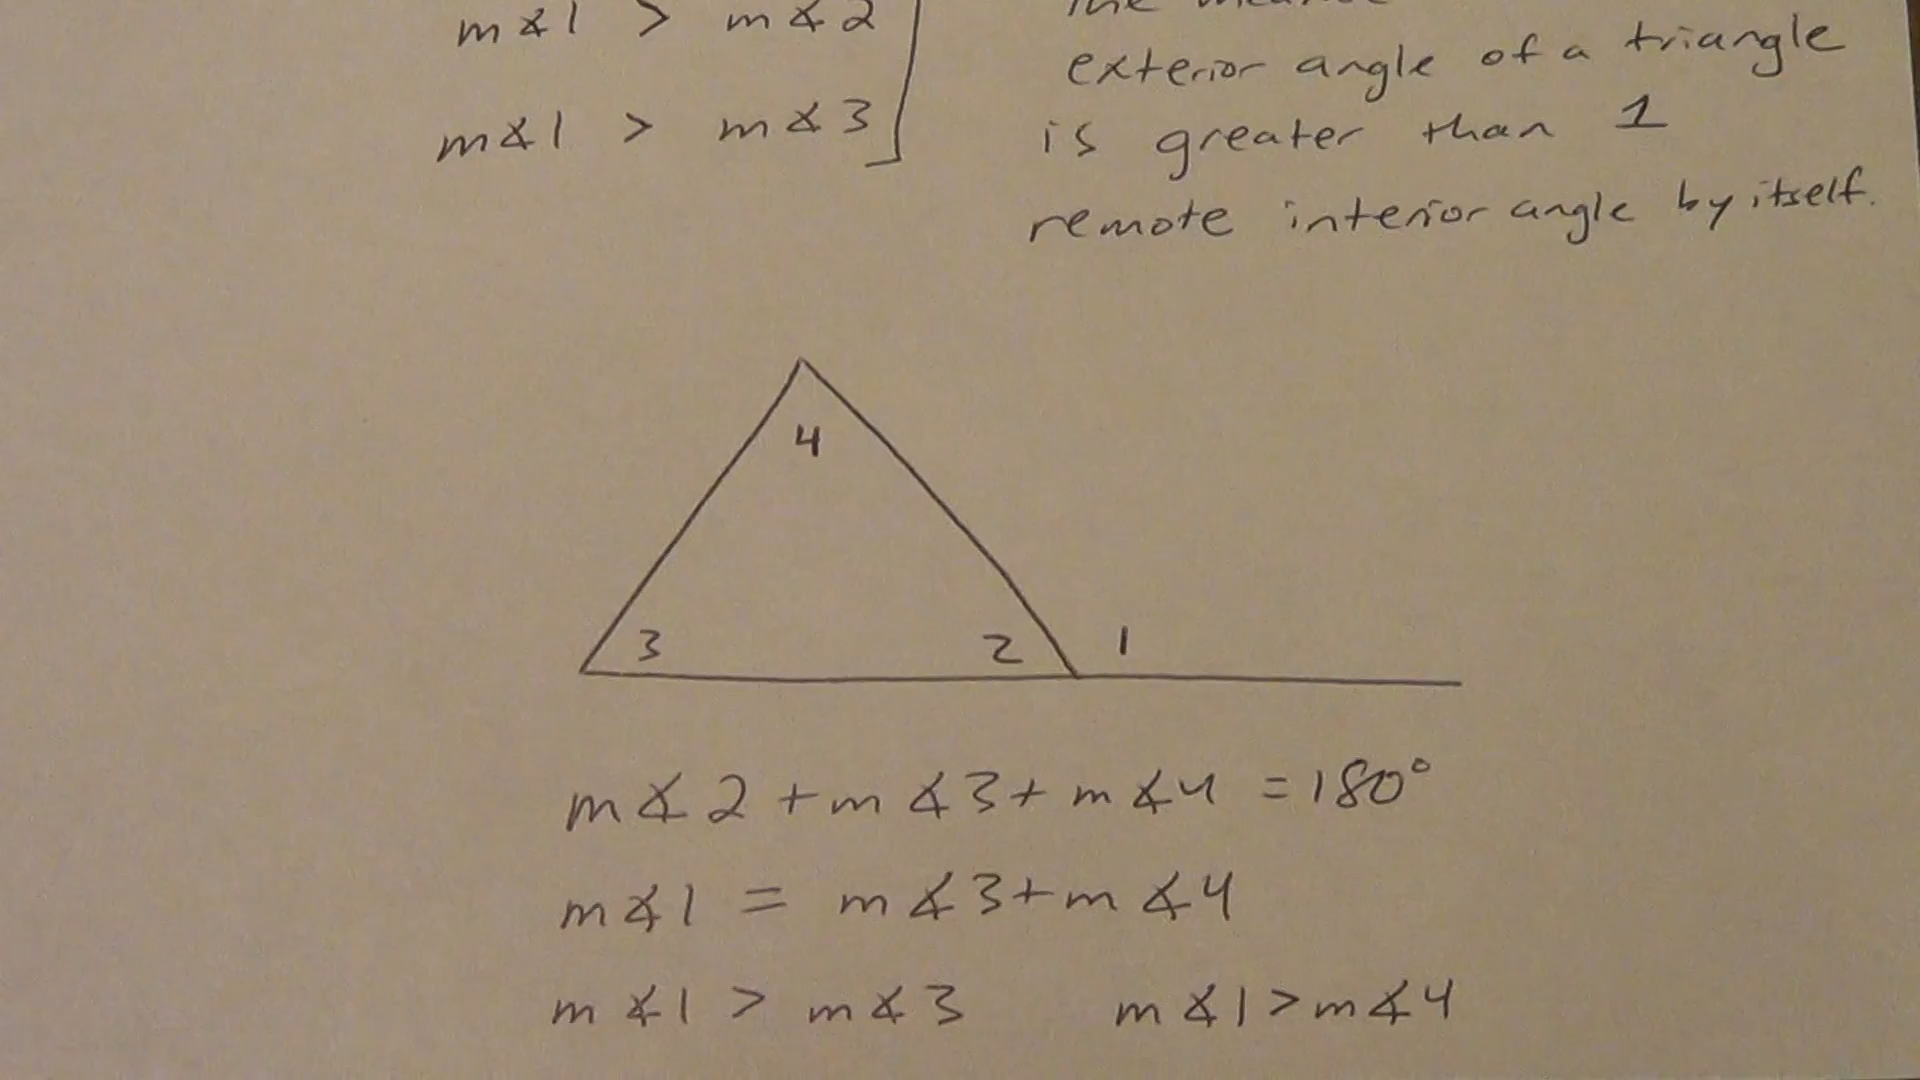 m∡1 > m∡2
m∡1 > m∡3
The
exterior angle of a triangle
is greater than 1
remote interior angle by itself.
4
3 2 1
m∡2 + m∡3 + m∡4 = 180°
m∡1 = m∡3 + m∡4
m∡1 > m∡3 m∡1 > m∡4